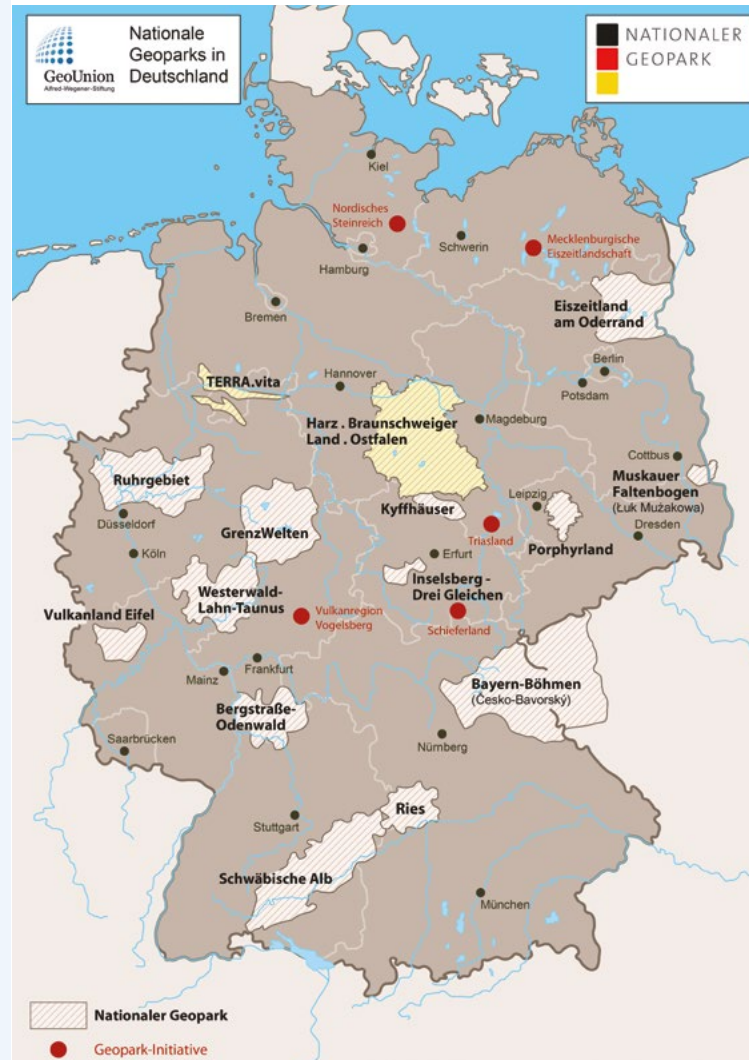 Nationale
Geoparks in
Deutschland
GeoUnion
Alfred-Wegener-Stiftung
NATIONALER
GEOPARK
Kiel
Nordisches
Steinreich
Schwerin
Mecklenburgische
Eiszeitlandschaft
Hamburg
Eiszeitland
am Oderrand
Bremen
Berlin
TERRA.vita
Hannover
Potsdam
Harz . Braunschweiger
Land . Ostfalen
Magdeburg
Cottbus
Muskauer
Faltenbogen
(Łuk Mużakowa)
Ruhrgebiet
Kyffhäuser
Leipzig
Düsseldorf
GrenzWelten
Triasland
Dresden
Köln
Erfurt
Porphyrland
Inselsberg -
Drei Gleichen
Westerwald-
Lahn-Taunus
Vulkanregion
Vogelsberg
Schieferland
Vulkanland Eifel
Frankfurt
Mainz
Bayern-Böhmen
(Česko-Bavorský)
Bergstraße-
Odenwald
Saarbrücken
Nürnberg
Ries
Stuttgart
Schwäbische Alb
München
Nationaler Geopark
Geopark-Initiative